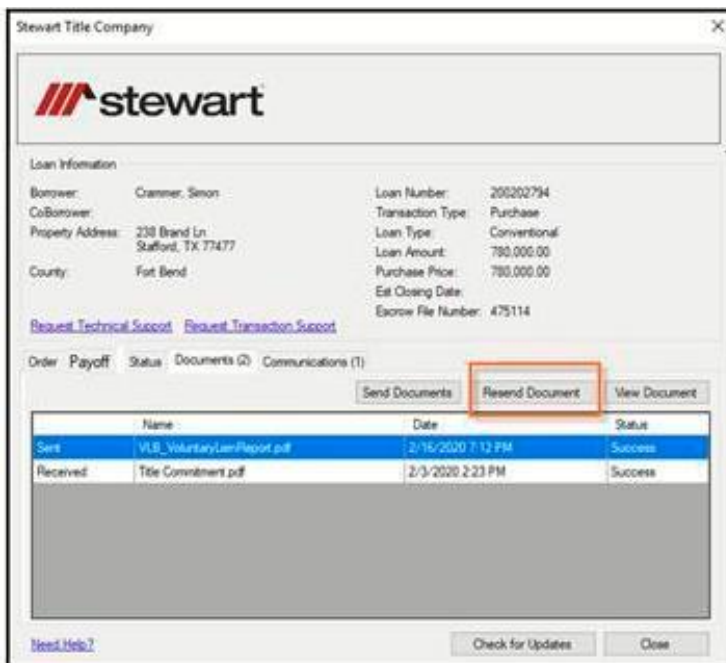 Stewart Title Company
stewart
Loan Information
Borrower: Crammer, Simon
CoBorrower
Property Address: 238 Brand Ln
Stafford, TX 77477
County: Fort Bend
Loan Number: 200202794
Transaction Type: Purchase
Loan Type: Conventional
Loan Amount: 780,000.00
Purchase Price: 780,000.00
Est Closing Date:
Escrow File Number: 475114
Request Technical Support Request Transaction Support
Order Payoff Status Documents (2) Communications (1)
Send Documents Resend Document View Document
Name Date Status
Sent VLB_VoluntaryLienReport.pdf 2/16/2020 7:12 PM Success
Received Title Commitment.pdf 2/3/2020 2:23 PM Success
Need Help? Check for Updates Close